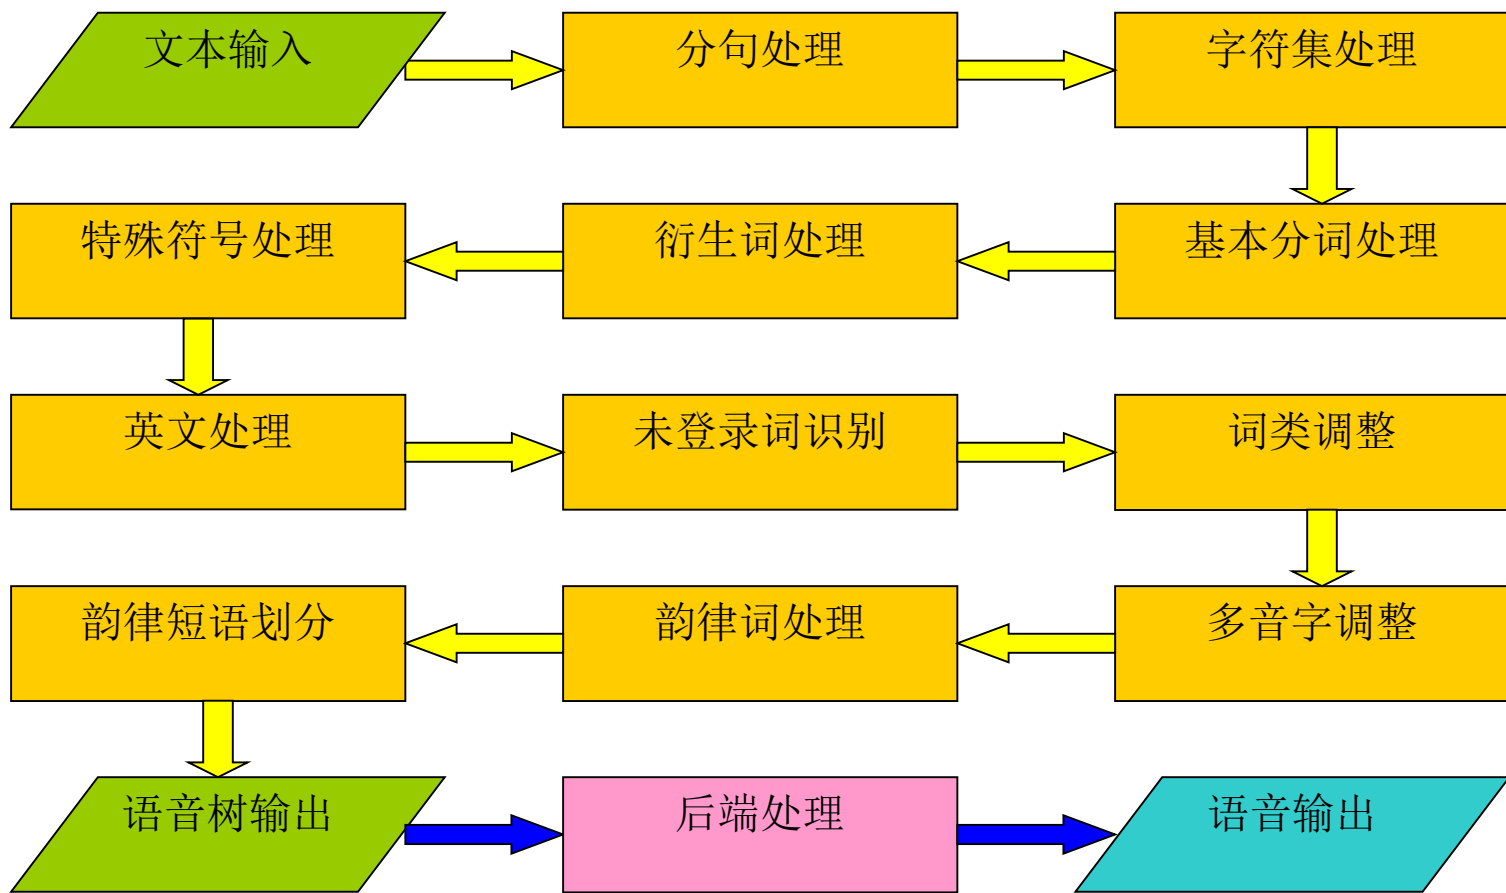 文本输入
分句处理
字符集处理
特殊符号处理
衍生词处理
基本分词处理
英文处理
未登录词识别
词类调整
韵律短语划分
韵律词处理
多音字调整
语音树输出
后端处理
语音输出